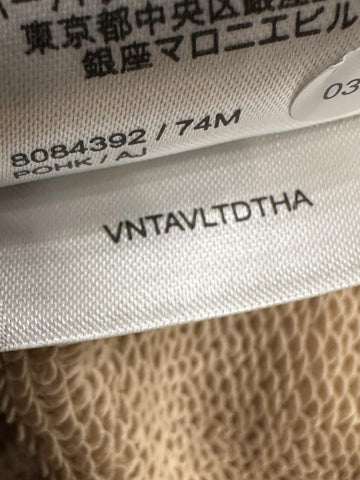 東京都中央区銀座
銀座マロニエビル
03
8084392 / 74M
POHK / AJ
VNTAVLTDTHA